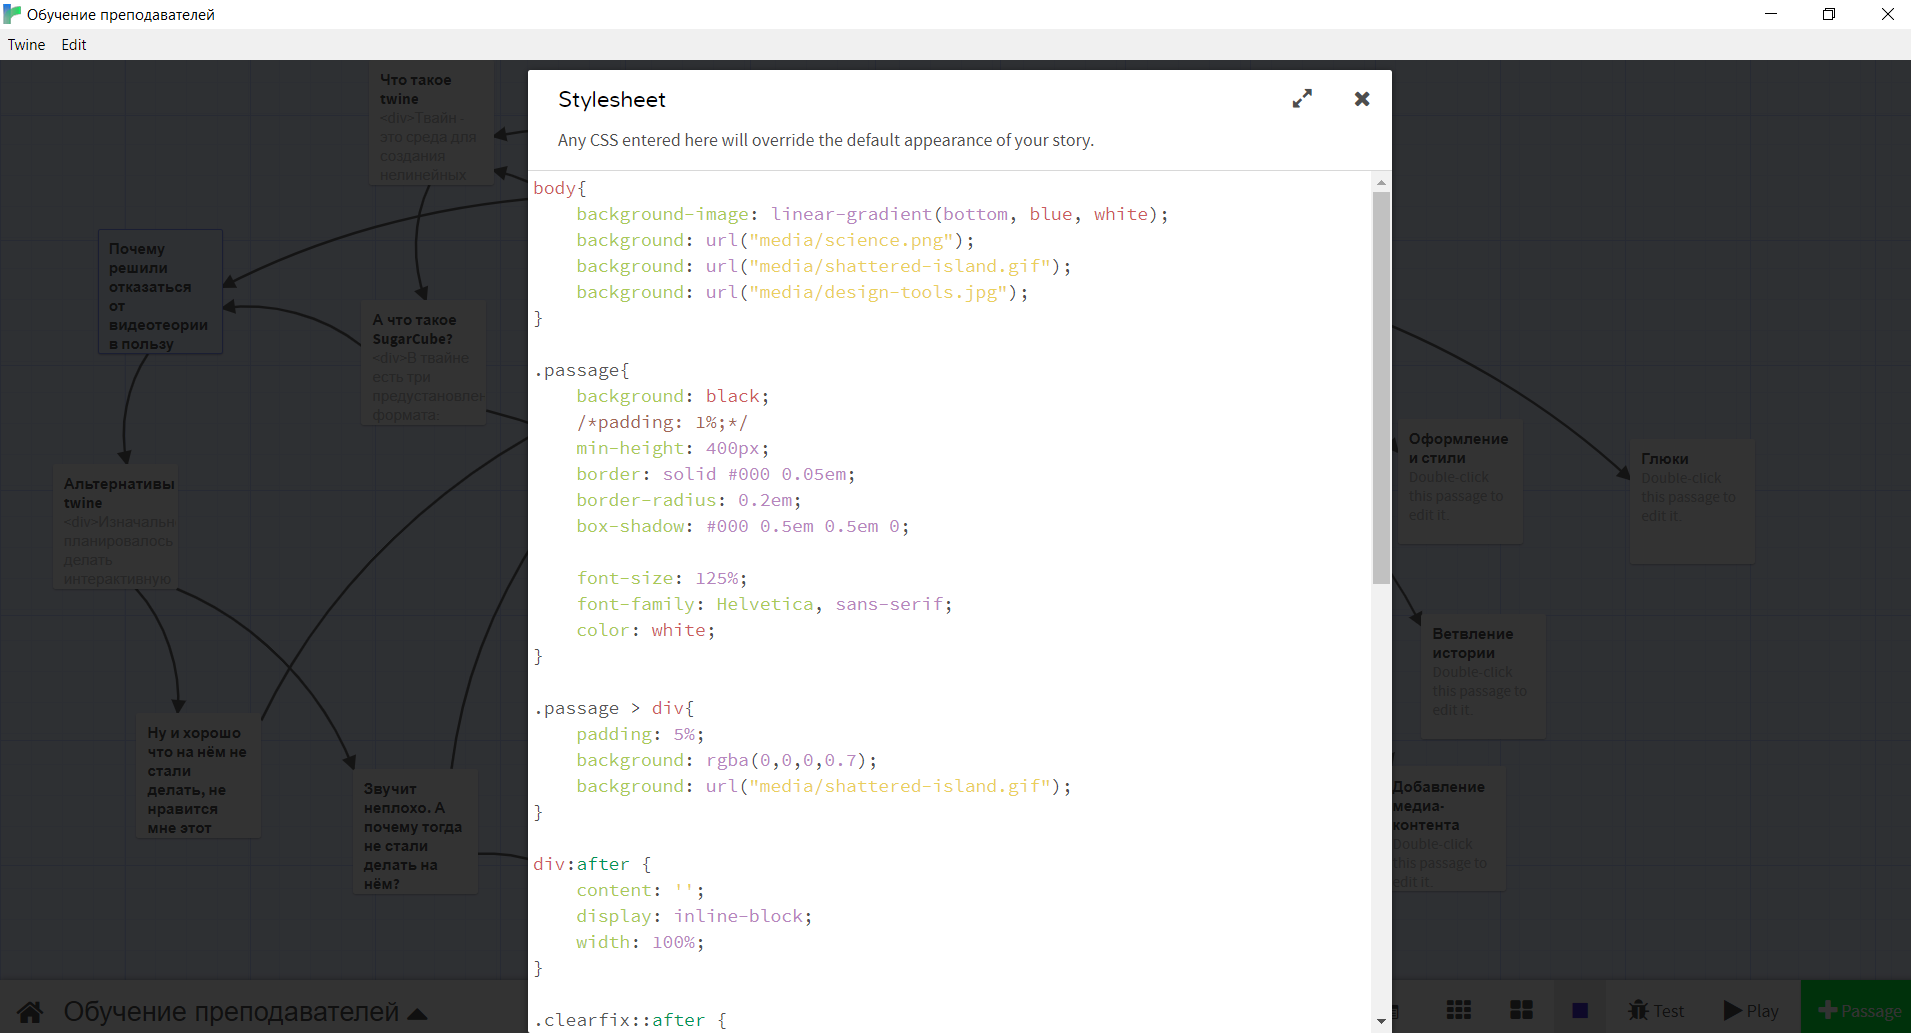 Обучение преподавателей
Twine Edit
Что такое
twine
<div>Твайн -
это среда для
создания
нелинейных
Почему
решили
отказаться
от
видеотеории
в пользу
А что такое
SugarCube?
<div>В твайне
есть три
предустановлен
формата:
Альтернативы
twine
<div>Изначальн
планировалось
делать
интерактивную
Ну и хорошо
что на нём не
стали
делать, не
нравится
мне этот
Звучит
неплохо. А
почему тогда
не стали
делать на
нём?
Stylesheet
Any CSS entered here will override the default appearance of your story.
body{
background-image: linear-gradient(bottom, blue, white);
background: url("media/science.png");
background: url("media/shattered-island.gif");
background: url("media/design-tools.jpg");
}
.passage{
background: black;
/*padding: 1%;*/
min-height: 400px;
border: solid #000 0.05em;
border-radius: 0.2em;
box-shadow: #000 0.5em 0.5em 0;
font-size: 125%;
font-family: Helvetica, sans-serif;
color: white;
}
.passage > div{
padding: 5%;
background: rgba(0,0,0,0.7);
background: url("media/shattered-island.gif");
}
div:after {
content: '';
display: inline-block;
width: 100%;
}
.clearfix::after {
Оформление
и стили
Double-click
this passage to
edit it.
Глюки
Double-click
this passage to
edit it.
Ветвление
истории
Double-click
this passage to
edit it.
Добавление
медиа-
контента
Double-click
this passage to
edit it.
Обучение преподавателей
Test
Play
Passage